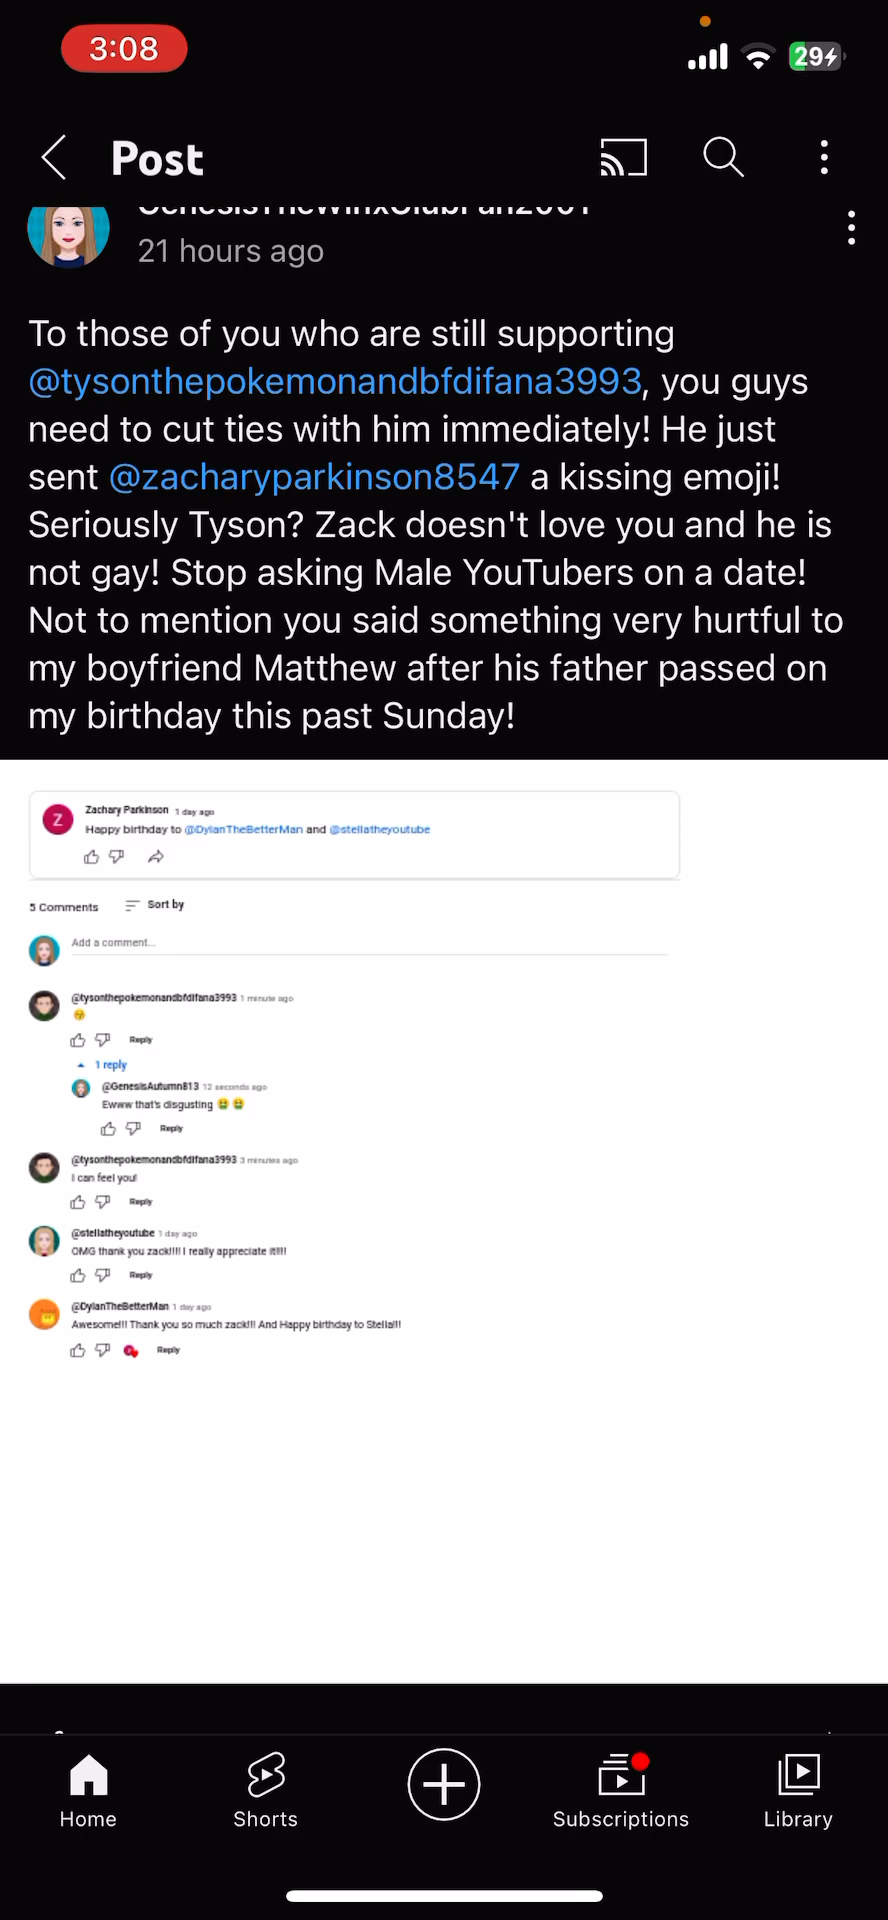 3:08
29
Post
GenesisTheWinxClubFan2001
21 hours ago
To those of you who are still supporting
@tysonthepokemonandbfdifana3993, you guys
need to cut ties with him immediately! He just
sent @zacharyparkinson8547 a kissing emoji!
Seriously Tyson? Zack doesn't love you and he is
not gay! Stop asking Male YouTubers on a date!
Not to mention you said something very hurtful to
my boyfriend Matthew after his father passed on
my birthday this past Sunday!
Z
Zachary Parkinson 1 day ago
Happy birthday to @DylanTheBetterMan and @stellatheyoutube
5 Comments Sort by
Add a comment...
@tysonthepokemonandbfdifana3993 1 minute ago
Reply
1 reply
@GenesisAutumn813 12 seconds ago
Ewww that's disgusting
Reply
@tysonthepokemonandbfdifana3993 3 minutes ago
I can feel you!
Reply
@stellatheyoutube 1 day ago
OMG thank you zack!!!! I really appreciate it!!!!
Reply
@DylanTheBetterMan 1 day ago
Awesome!!! Thank you so much zack!!! And Happy birthday to Stella!!!
Reply
Home Shorts Subscriptions Library